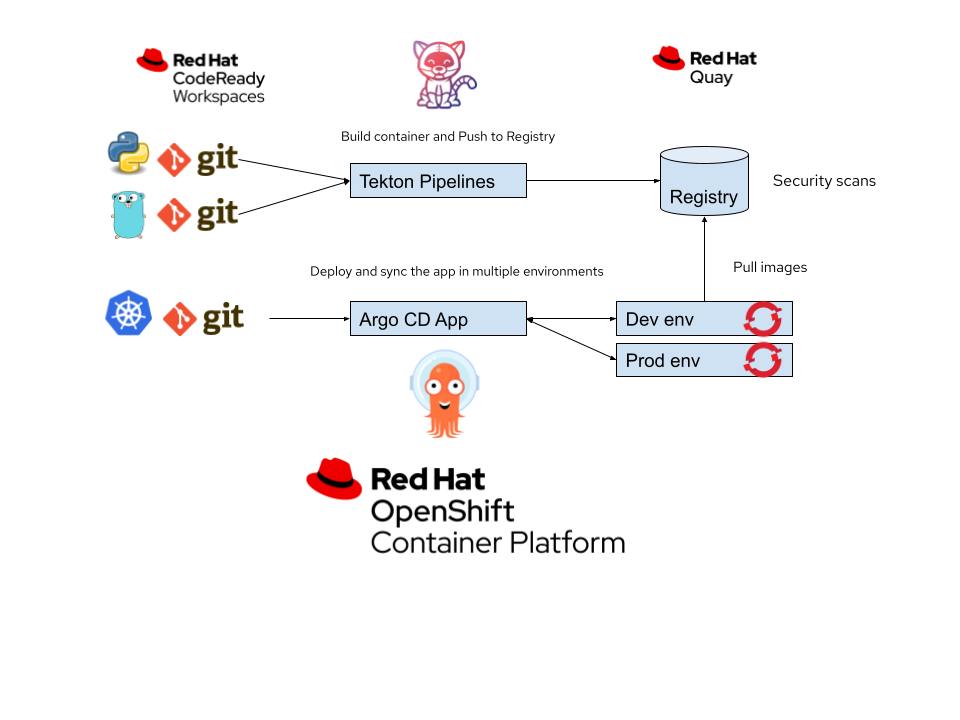 Red Hat
CodeReady
Workspaces
Red Hat
Quay
Build container and Push to Registry
git
Tekton Pipelines
Registry
Security scans
git
Deploy and sync the app in multiple environments
Pull images
git
Argo CD App
Dev env
Prod env
Red Hat
OpenShift
Container Platform